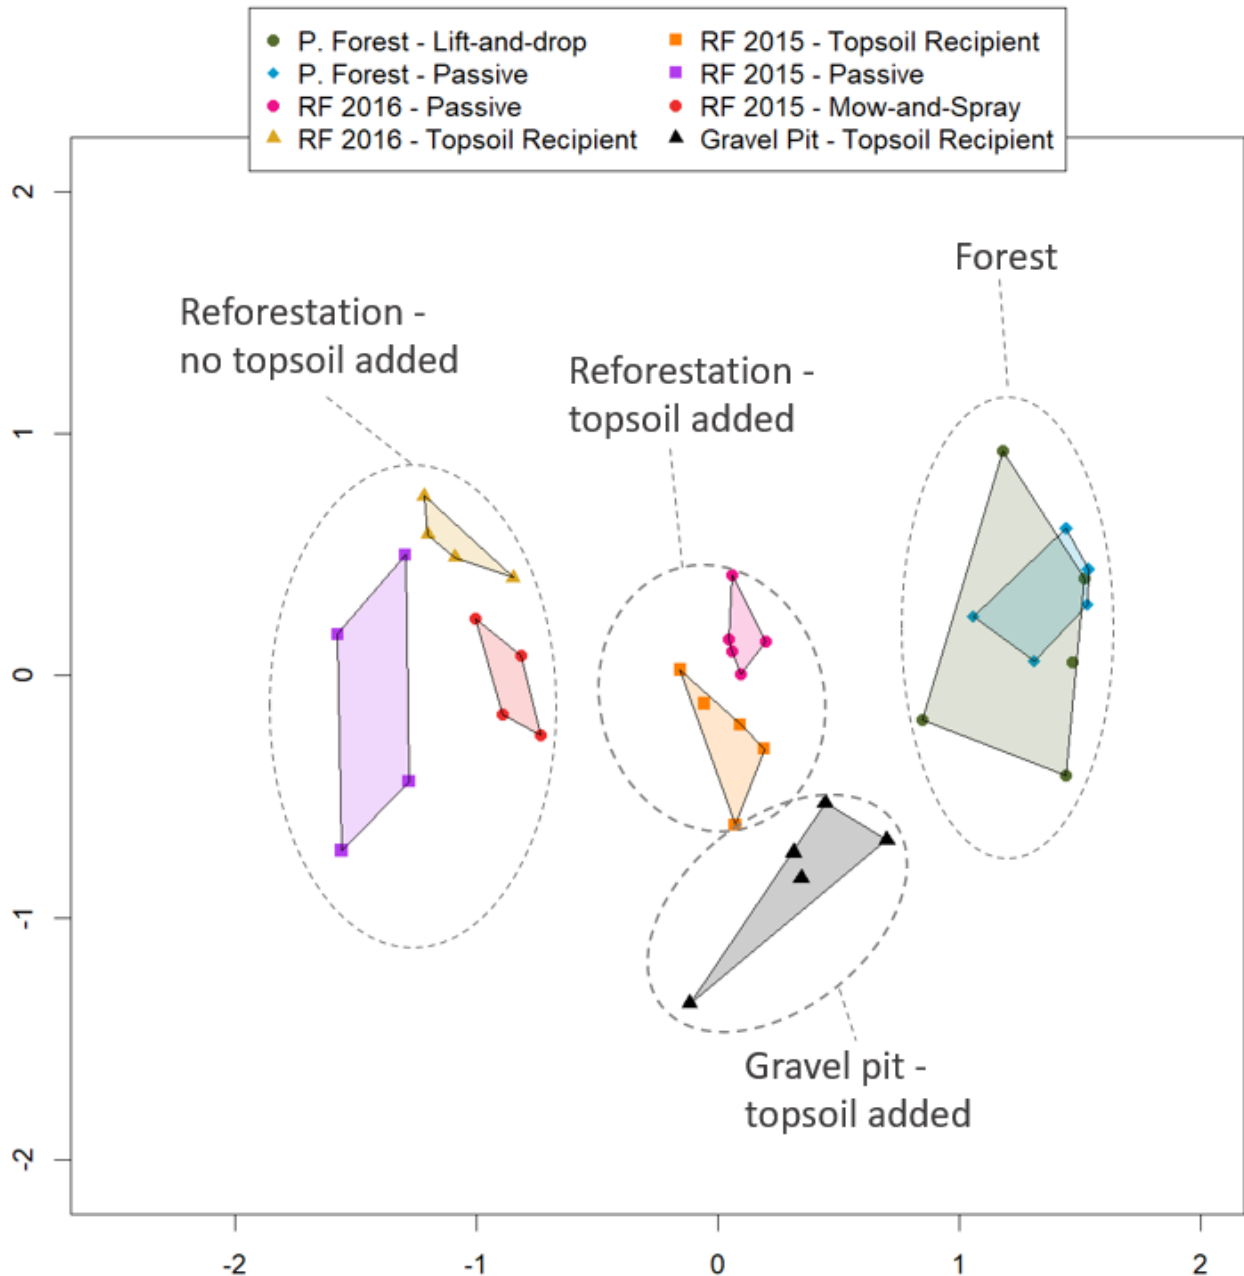 P. Forest - Lift-and-drop
P. Forest - Passive
RF 2016 - Passive
RF 2016 - Topsoil Recipient
RF 2015 - Topsoil Recipient
RF 2015 - Passive
RF 2015 - Mow-and-Spray
Gravel Pit - Topsoil Recipient
Forest
Reforestation -
no topsoil added
Reforestation -
topsoil added
Gravel pit -
topsoil added
2
1
0
-1
-2
-2
-1
0
1
2